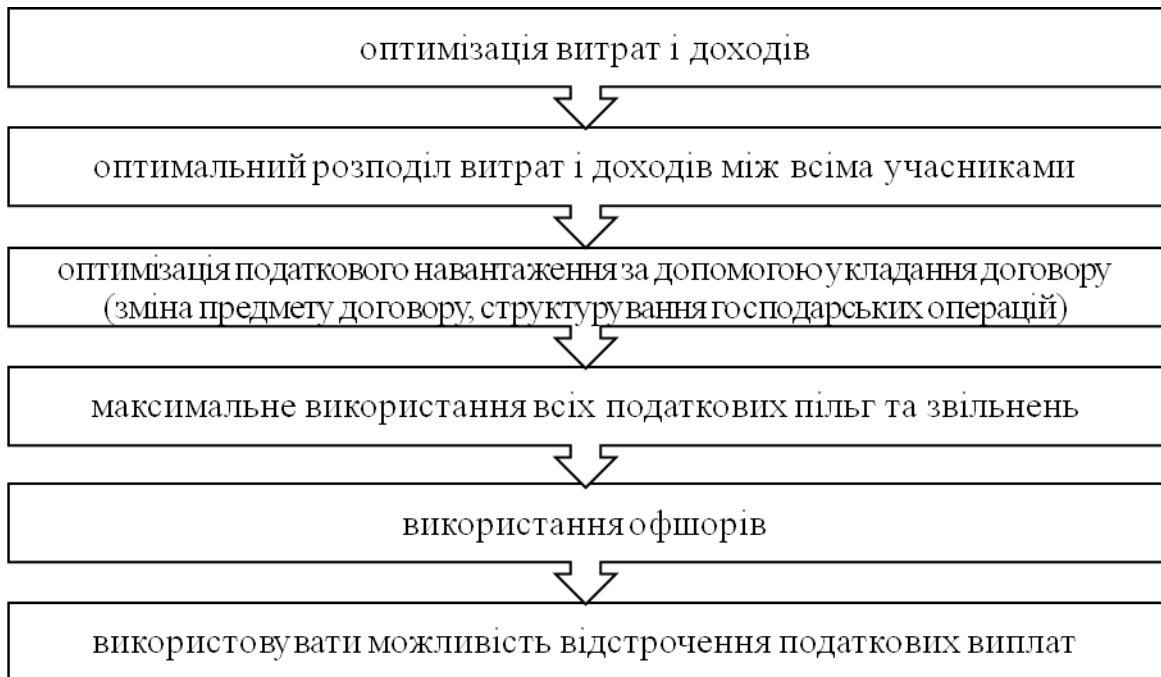 оптимізація витрат і доходів
оптимальний розподіл витрат і доходів між всіма учасниками
оптимізація податкового навантаження за допомогою укладання договору
(зміна предмету договору, структурування господарських операцій)
максимальне використання всіх податкових пільг та звільнень
використання офшорів
використовувати можливість відстрочення податкових виплат